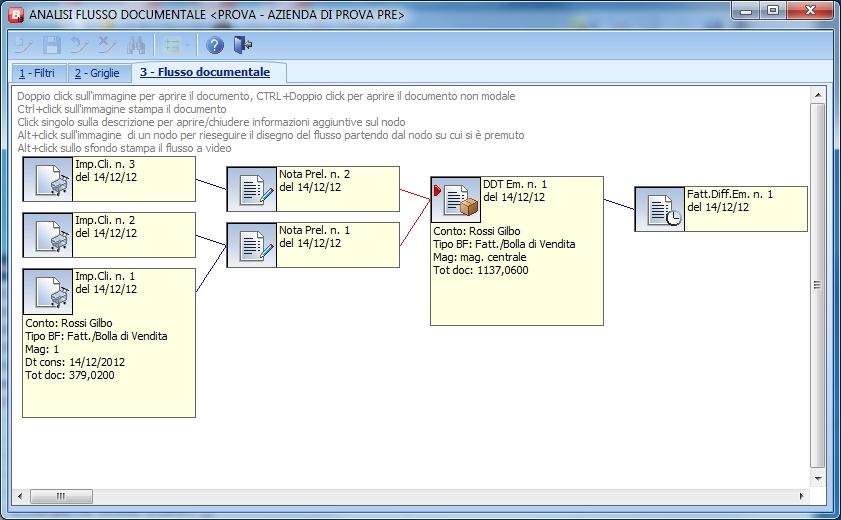 ANALISI FLUSSO DOCUMENTALE <PROVA - AZIENDA DI PROVA PRE>
1 - Filtri
2 - Griglie
3 - Flusso documentale
Doppio click sull'immagine per aprire il documento, CTRL+Doppio click per aprire il documento non modale
Ctrl+click sull'immagine stampa il documento
Click singolo sulla descrizione per aprire/chiudere informazioni aggiuntive sul nodo
Alt+click sull'immagine di un nodo per rieseguire il disegno del flusso partendo dal nodo su cui si è premuto
Alt+click sullo sfondo stampa il flusso a video
Imp.Cli. n. 3
del 14/12/12
Imp.Cli. n. 2
del 14/12/12
Imp.Cli. n. 1
del 14/12/12
Conto: Rossi Gilbo
Tipo BF: Fatt./Bolla di Vendita
Mag: 1
Dt cons: 14/12/2012
Tot doc: 379,0200
Nota Prel. n. 2
del 14/12/12
Nota Prel. n. 1
del 14/12/12
DDT Em. n. 1
del 14/12/12
Conto: Rossi Gilbo
Tipo BF: Fatt./Bolla di Vendita
Mag: mag. centrale
Tot doc: 1137,0600
Fatt.Diff.Em. n. 1
del 14/12/12